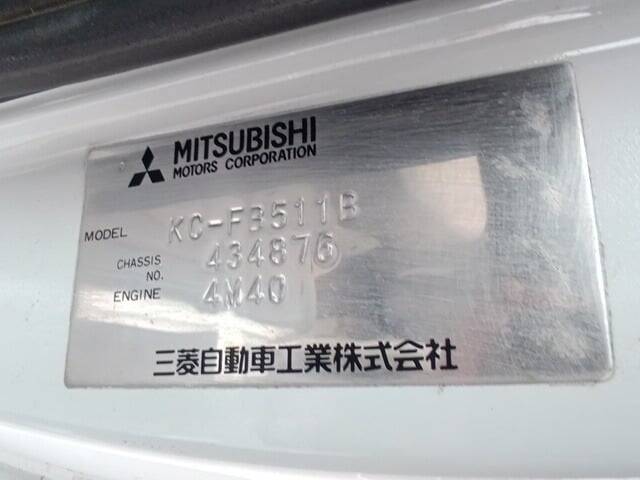 MITSUBISHI
MOTORS CORPORATION
MODEL KC-FB511B
CHASSIS NO. 434876
ENGINE 4M40
三菱自動車工業株式会社